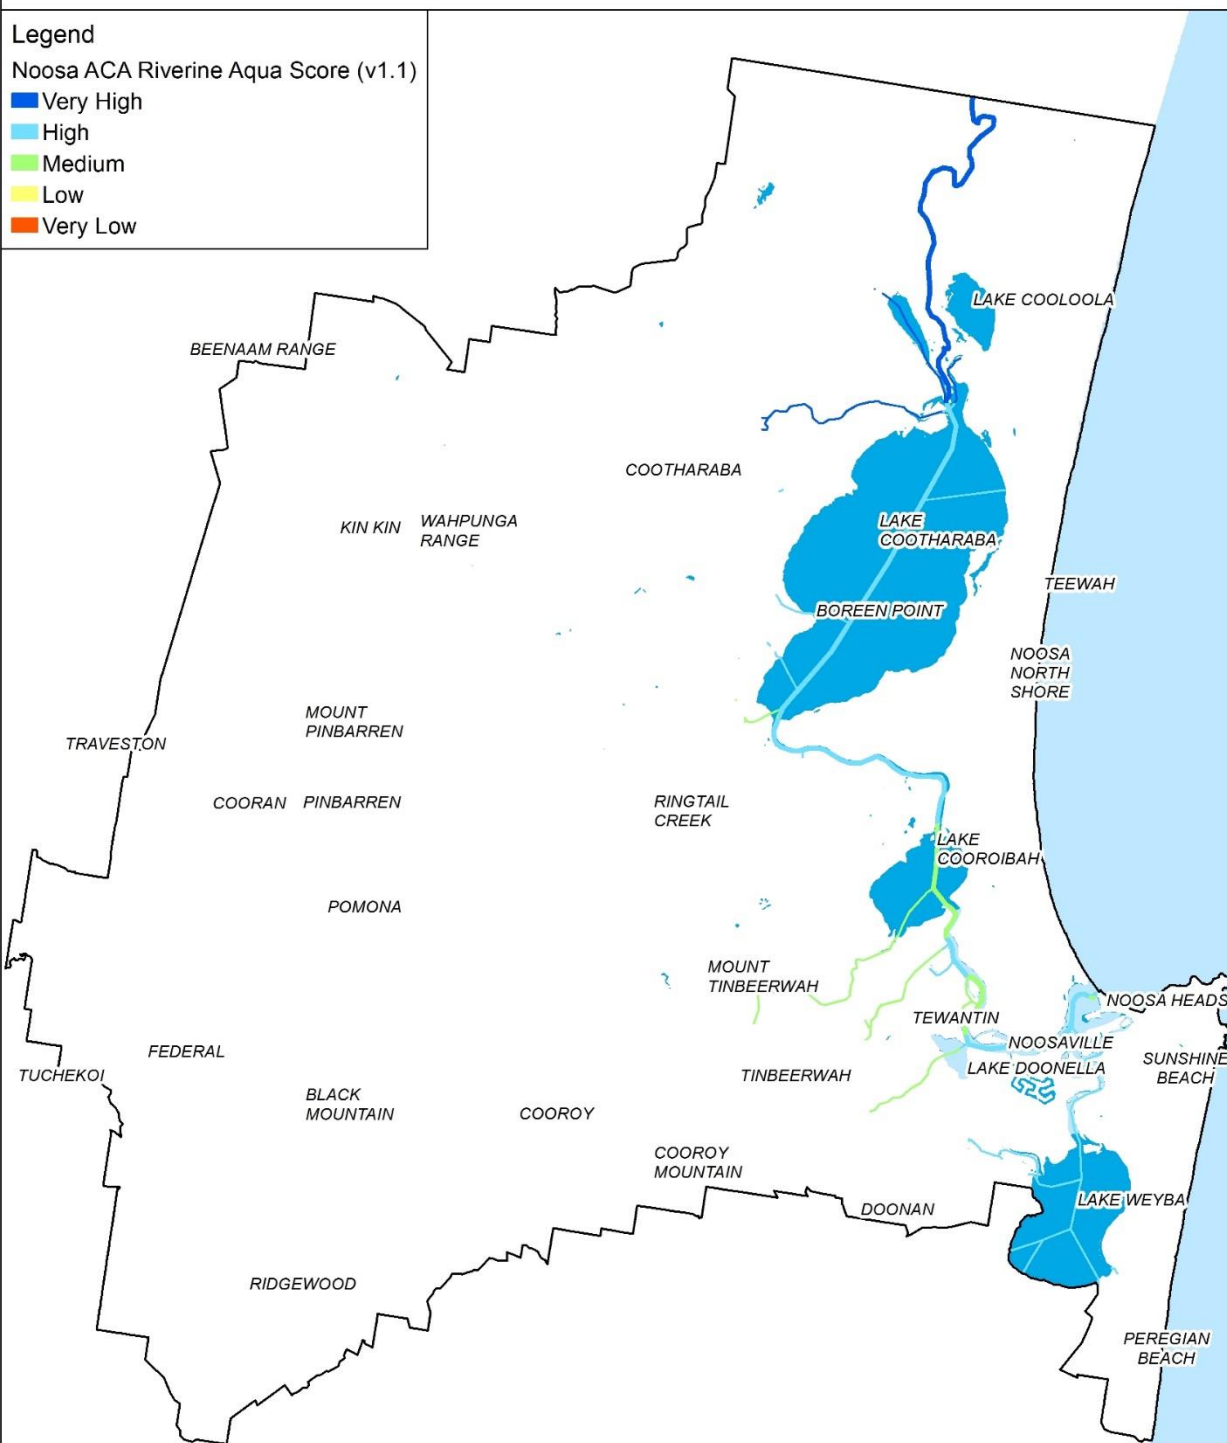 Legend
Noosa ACA Riverine Aqua Score (v1.1)
Very High
High
Medium
Low
Very Low
LAKE COOLOOLA
BEENAAM RANGE
COOTHARABA
KIN KIN
WAHPUNGA
RANGE
LAKE
COOTHARABA
TEEWAH
BOREEN POINT
NOOSA
NORTH
SHORE
MOUNT
PINBARREN
TRAVESTON
COORAN
PINBARREN
RINGTAIL
CREEK
LAKE
COOROIBAH
POMONA
MOUNT
TINBEERWAH
NOOSA HEADS
TEWANTIN
NOOSAVILLE
FEDERAL
SUNSHINE
BEACH
LAKE DOONELLA
TUCHEKOI
TINBEERWAH
BLACK
MOUNTAIN
COOROY
COOROY
MOUNTAIN
LAKE WEYBA
DOONAN
RIDGEWOOD
PEREGIAN
BEACH